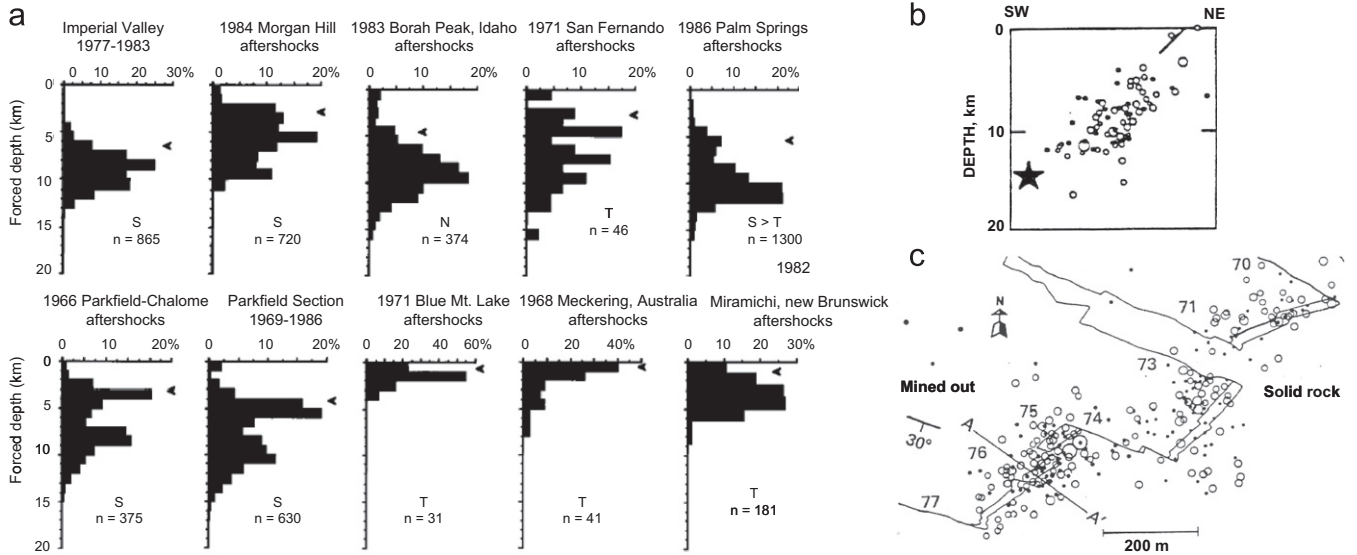 a
Imperial Valley
1977-1983
0 10 20 30%
1984 Morgan Hill
aftershocks
0 10 20%
1983 Borah Peak, Idaho
aftershocks
0 10 20%
1971 San Fernando
aftershocks
0 10 20%
1986 Palm Springs
aftershocks
0 10 20%
Forced depth (km)
0
5
10
15
20
S
n = 865
S
n = 720
N
n = 374
T
n = 46
S > T
n = 1300
1982
1966 Parkfield-Chalome
aftershocks
0 10 20%
Parkfield Section
1969-1986
0 10 20%
1971 Blue Mt. Lake
aftershocks
0 20 40 60%
1968 Meckering, Australia
aftershocks
0 20 40%
Miramichi, new Brunswick
aftershocks
0 10 20 30%
Forced depth (km)
0
5
10
15
20
S
n = 375
S
n = 630
T
n = 31
T
n = 41
T
n = 181
b
SW NE
DEPTH, km
0
10
20
c
N
70
71
73
Mined out
Solid rock
75
74
A
30°
76
77
A'
200 m